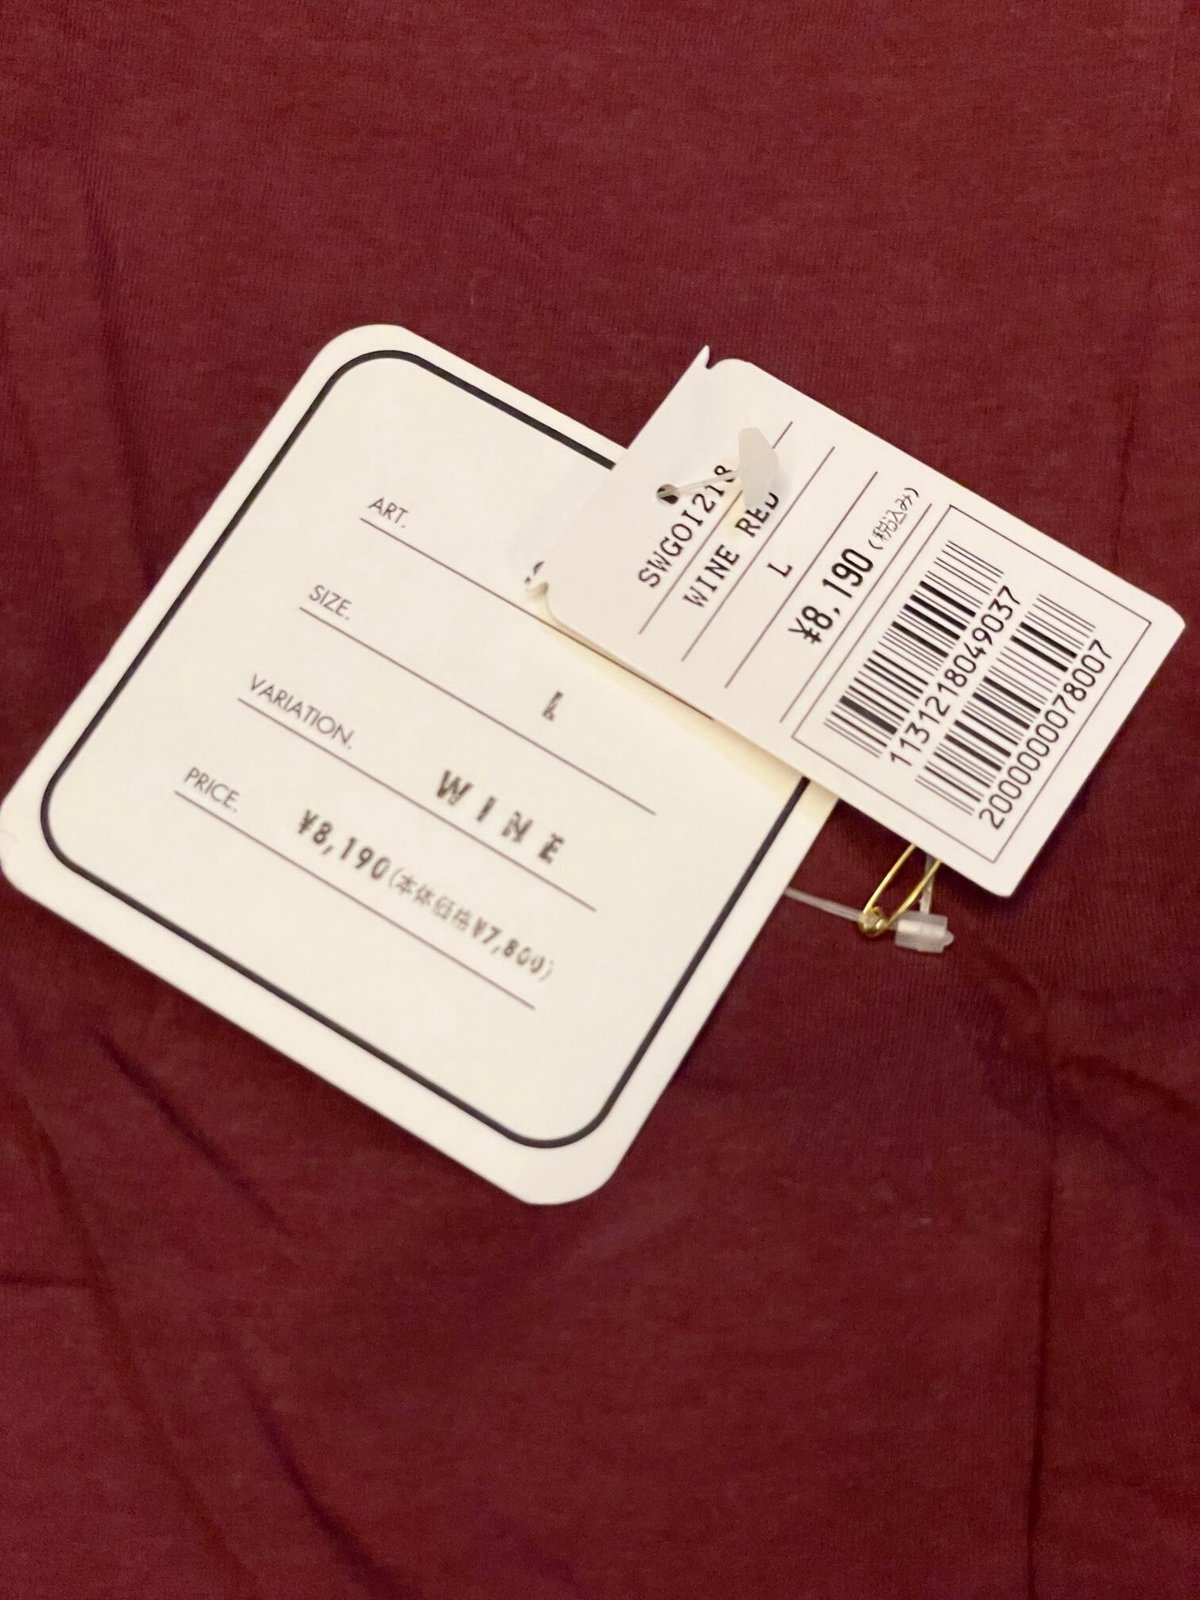 ART.
SIZE.
L
VARIATION.
WINE
PRICE.
¥8,190(本体価格¥7,800)
SWGOI218
WINE RED
L
¥8,190(税込み)
1131218049037
2000000078007